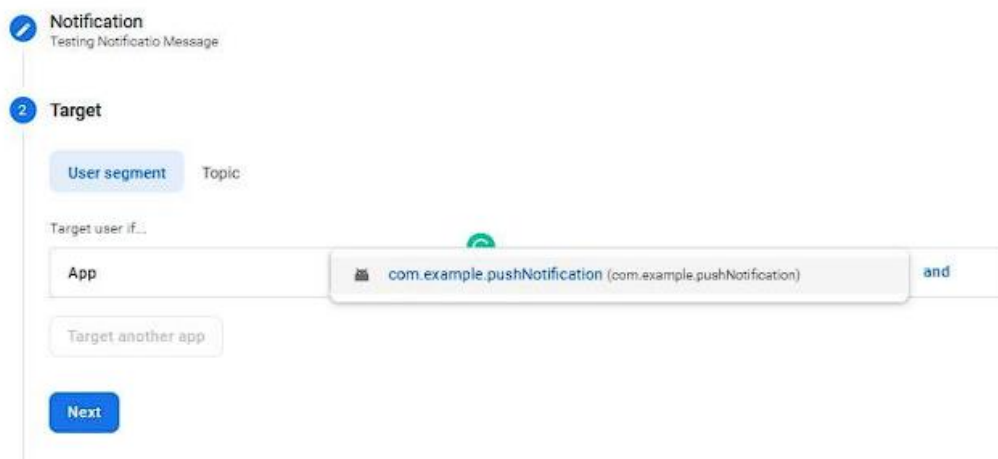 Notification
Testing Notificatio Message
2 Target
User segment Topic
Target user if...
App com.example.pushNotification (com.example.pushNotification) and
Target another app
Next